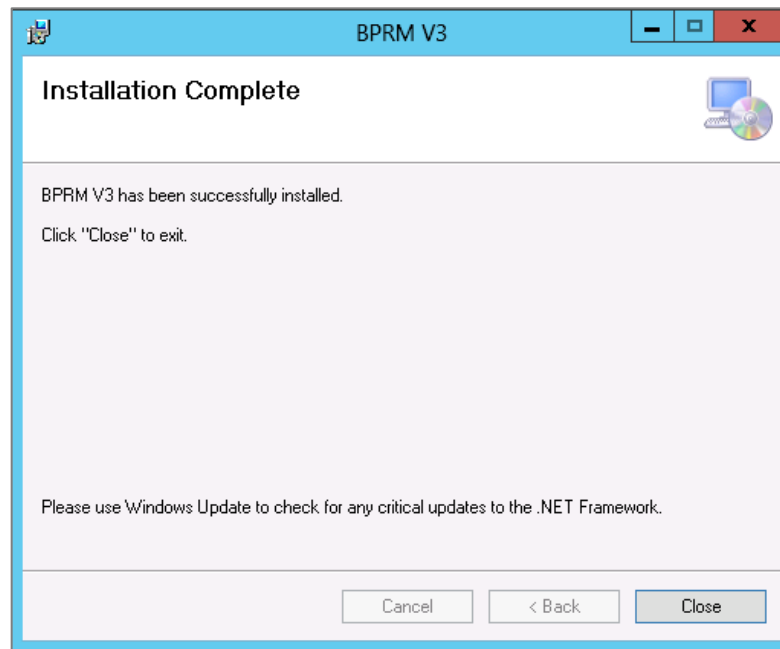 BPRM V3
Installation Complete
BPRM V3 has been successfully installed.
Click "Close" to exit.
Please use Windows Update to check for any critical updates to the .NET Framework.
Cancel
< Back
Close